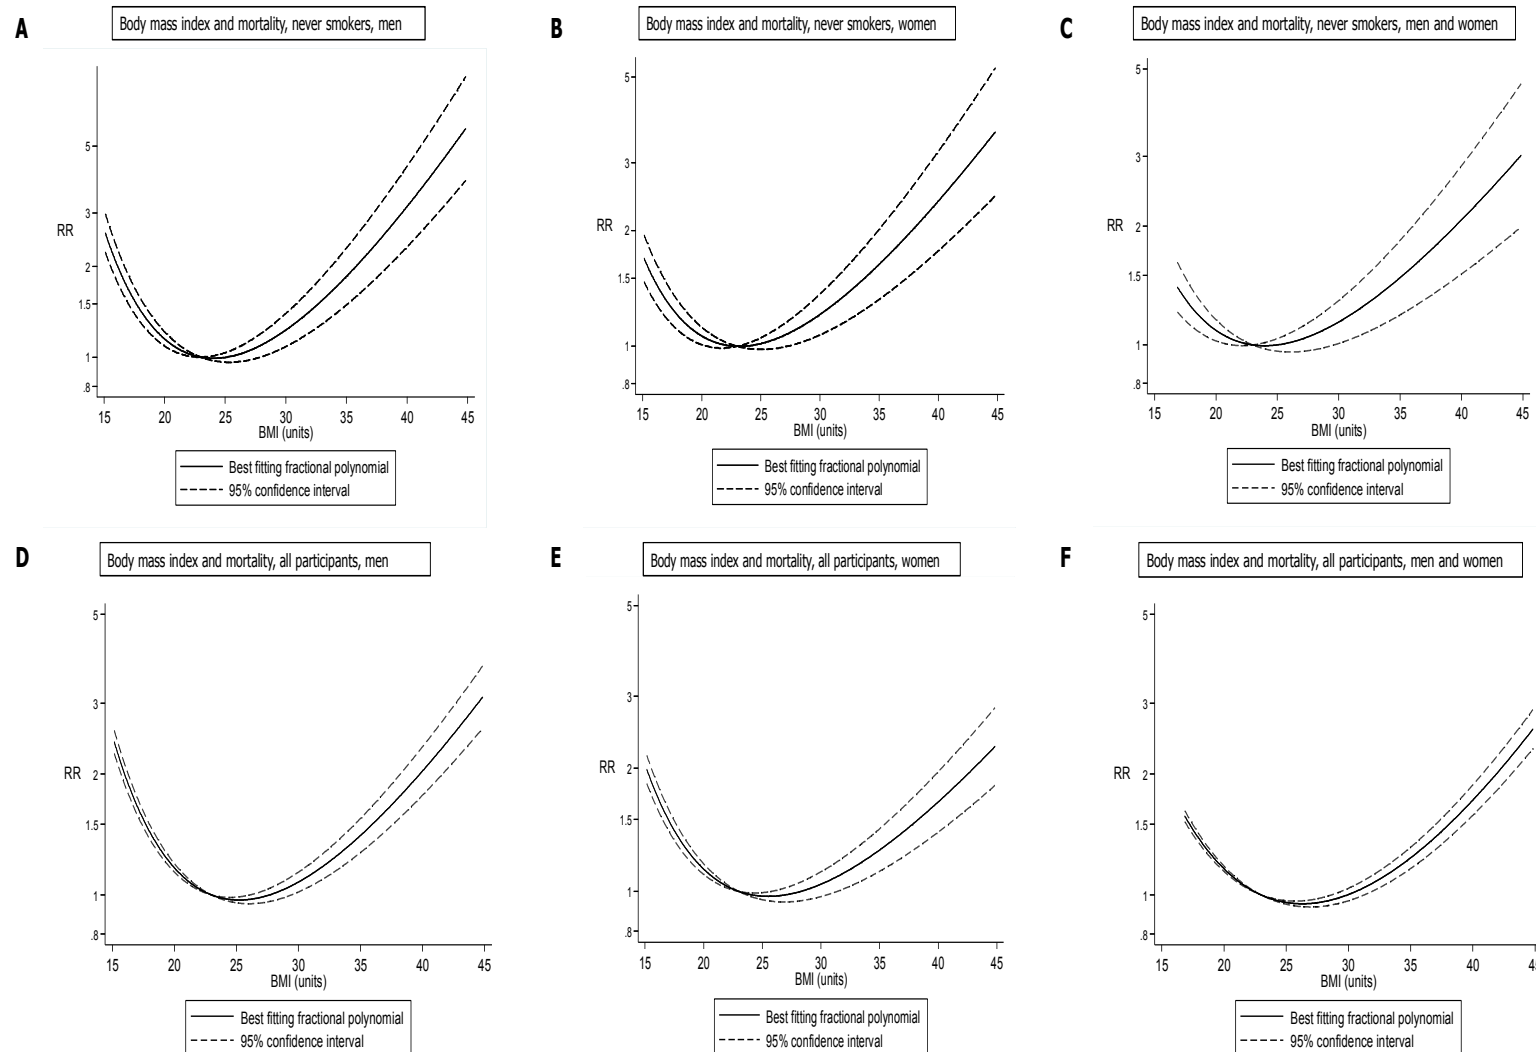 A
Body mass index and mortality, never smokers, men
5
3
RR
2
1.5
1
.8
15 20 25 30 35 40 45
BMI (units)
Best fitting fractional polynomial
95% confidence interval
B
Body mass index and mortality, never smokers, women
5
3
RR
2
1.5
1
.8
15 20 25 30 35 40 45
BMI (units)
Best fitting fractional polynomial
95% confidence interval
C
Body mass index and mortality, never smokers, men and women
5
3
RR
2
1.5
1
.8
15 20 25 30 35 40 45
BMI (units)
Best fitting fractional polynomial
95% confidence interval
D
Body mass index and mortality, all participants, men
5
3
RR
2
1.5
1
.8
15 20 25 30 35 40 45
BMI (units)
Best fitting fractional polynomial
95% confidence interval
E
Body mass index and mortality, all participants, women
5
3
RR
2
1.5
1
.8
15 20 25 30 35 40 45
BMI (units)
Best fitting fractional polynomial
95% confidence interval
F
Body mass index and mortality, all participants, men and women
5
3
RR
2
1.5
1
.8
15 20 25 30 35 40
BMI (units)
Best fitting fractional polynomial
95% confidence interval